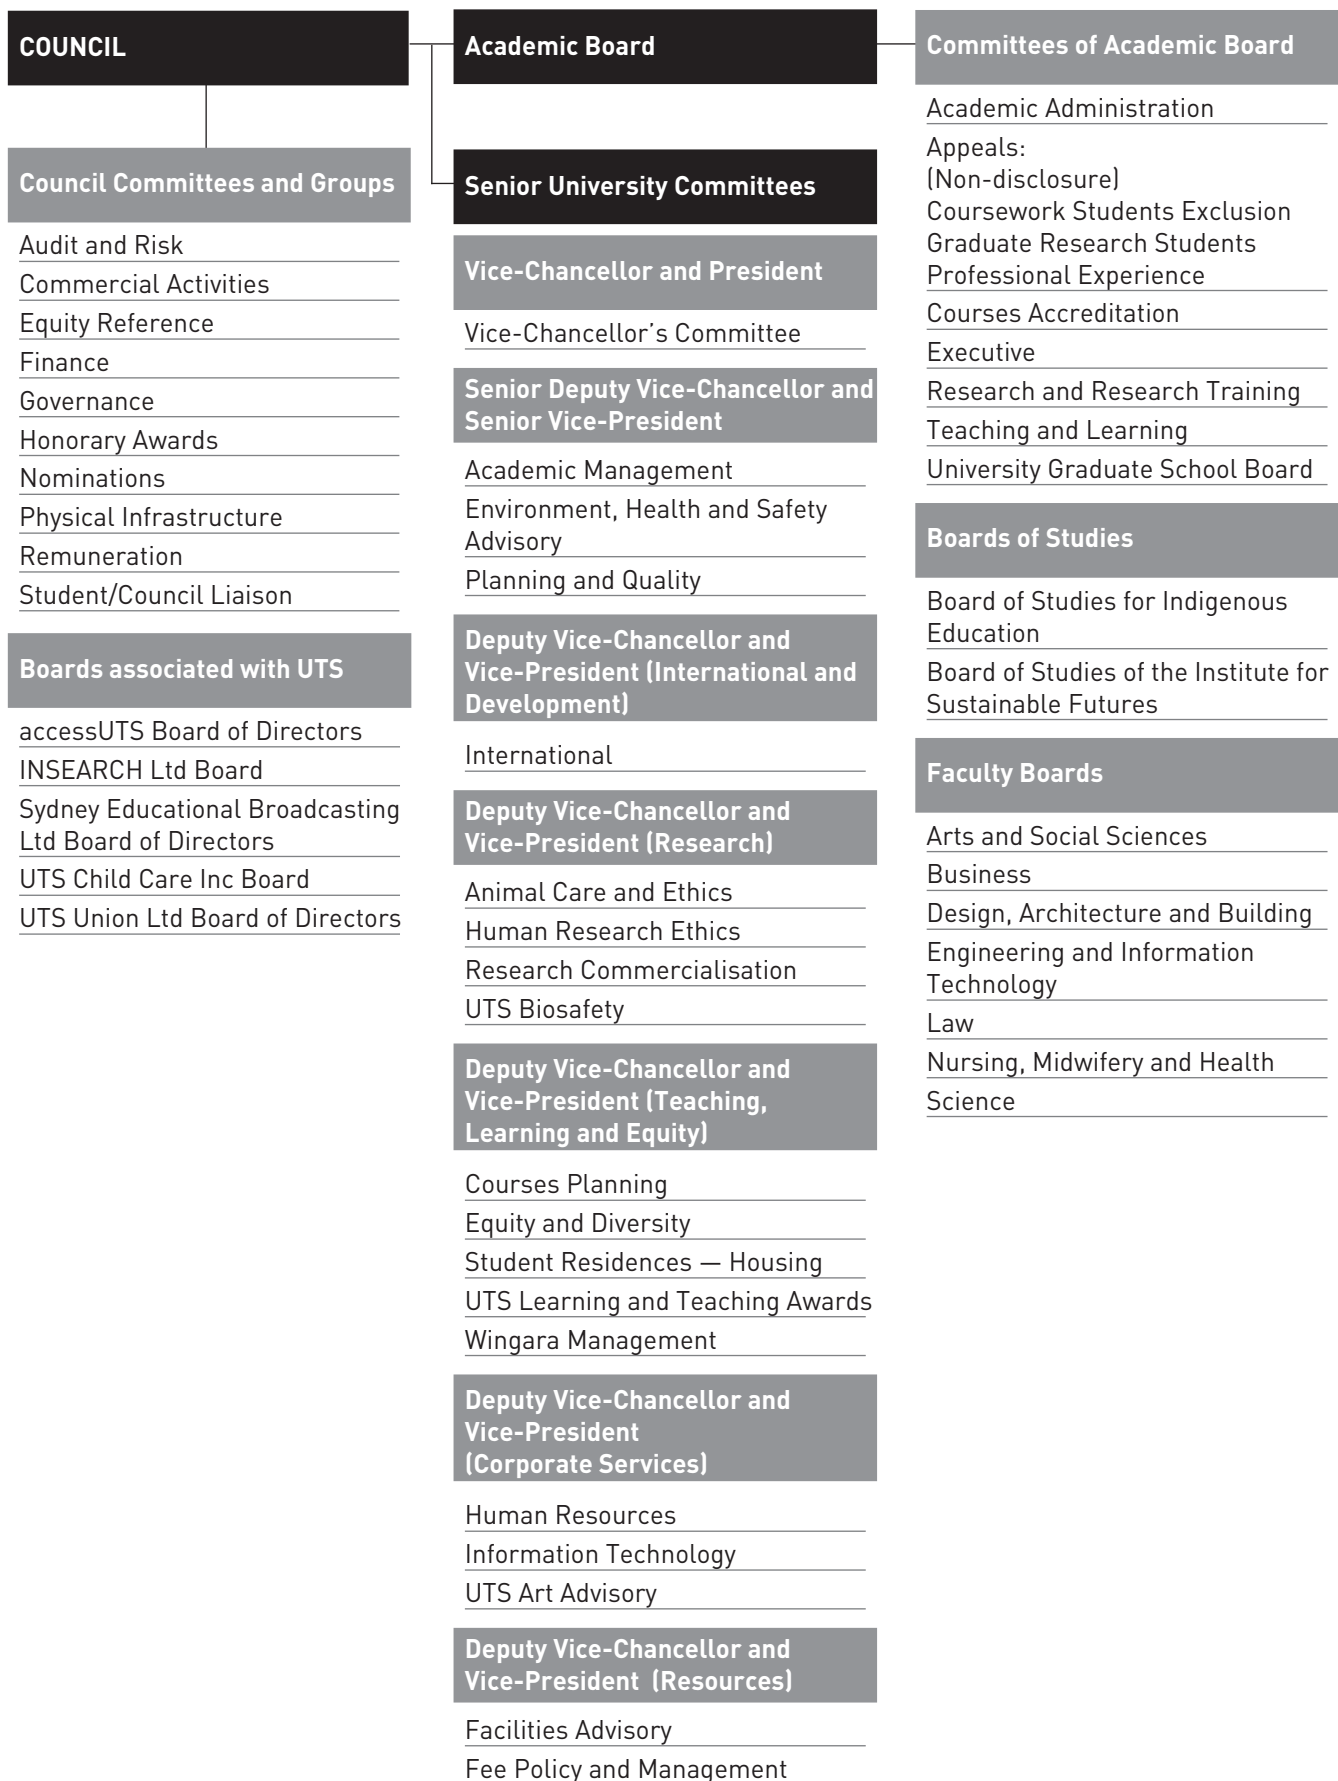 COUNCIL
Council Committees and Groups
Audit and Risk
Commercial Activities
Equity Reference
Finance
Governance
Honorary Awards
Nominations
Physical Infrastructure
Remuneration
Student/Council Liaison
Boards associated with UTS
accessUTS Board of Directors
INSEARCH Ltd Board
Sydney Educational Broadcasting
Ltd Board of Directors
UTS Child Care Inc Board
UTS Union Ltd Board of Directors
Academic Board
Senior University Committees
Vice-Chancellor and President
Vice-Chancellor’s Committee
Senior Deputy Vice-Chancellor and
Senior Vice-President
Academic Management
Environment, Health and Safety
Advisory
Planning and Quality
Deputy Vice-Chancellor and
Vice-President (International and
Development)
International
Deputy Vice-Chancellor and
Vice-President (Research)
Animal Care and Ethics
Human Research Ethics
Research Commercialisation
UTS Biosafety
Deputy Vice-Chancellor and
Vice-President (Teaching,
Learning and Equity)
Courses Planning
Equity and Diversity
Student Residences — Housing
UTS Learning and Teaching Awards
Wingara Management
Deputy Vice-Chancellor and
Vice-President
(Corporate Services)
Human Resources
Information Technology
UTS Art Advisory
Deputy Vice-Chancellor and
Vice-President (Resources)
Facilities Advisory
Fee Policy and Management
Committees of Academic Board
Academic Administration
Appeals:
(Non-disclosure)
Coursework Students Exclusion
Graduate Research Students
Professional Experience
Courses Accreditation
Executive
Research and Research Training
Teaching and Learning
University Graduate School Board
Boards of Studies
Board of Studies for Indigenous
Education
Board of Studies of the Institute for
Sustainable Futures
Faculty Boards
Arts and Social Sciences
Business
Design, Architecture and Building
Engineering and Information
Technology
Law
Nursing, Midwifery and Health
Science